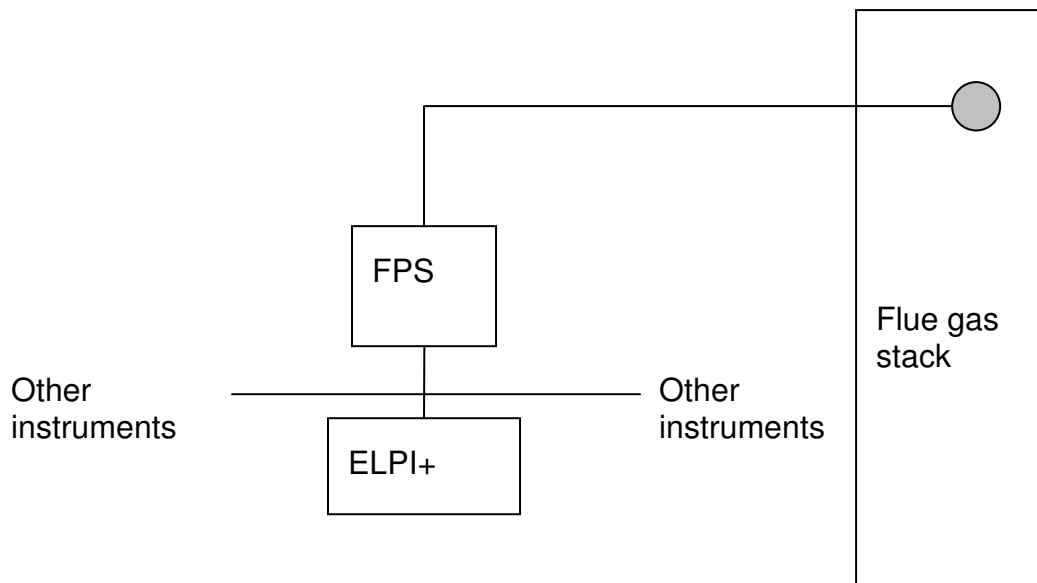 FPS
Flue gas
stack
Other
instruments
Other
instruments
ELPI+